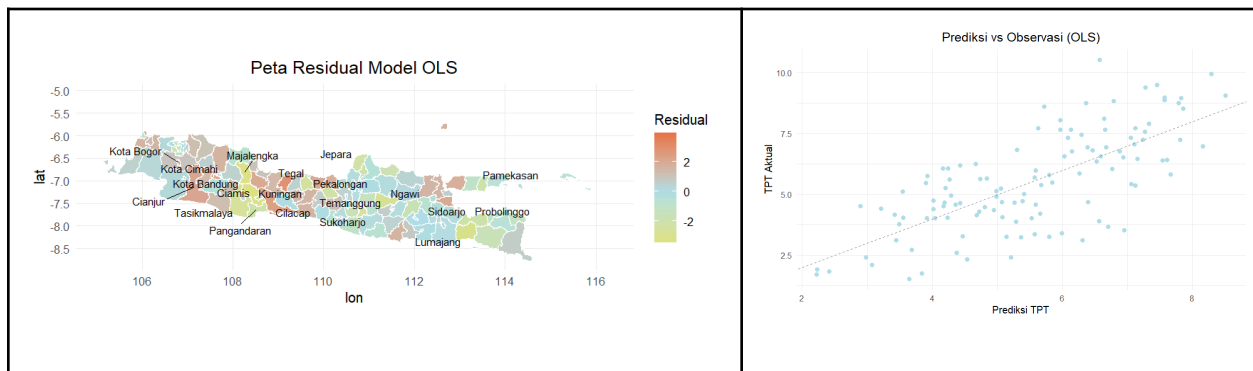 Peta Residual Model OLS
lat
-5.0
-5.5
-6.0
-6.5
-7.0
-7.5
-8.0
-8.5
Kota Bogor
Majalengka
Jepara
Kota Cimahi
Tegal
Pamekasan
Kota Bandung
Kuningan
Pekalongan
Cianjur
Ciamis
Temanggung
Ngawi
Tasikmalaya
Cilacap
Sukoharjo
Sidoarjo
Probolinggo
Pangandaran
Lumajang
106
108
110
112
114
116
lon
Residual
2
0
-2
Prediksi vs Observasi (OLS)
TPT Aktual
10.0
7.5
5.0
2.5
2
4
6
8
Prediksi TPT